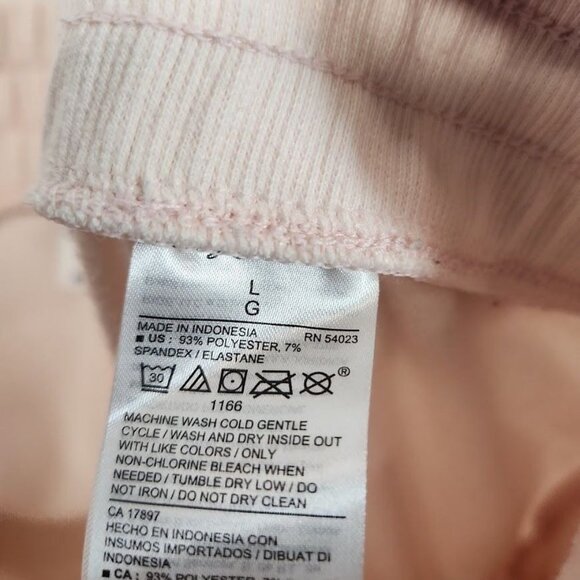 L
G
MADE IN INDONESIA RN 54023
■ US: 93% POLYESTER, 7%
SPANDEX / ELASTANE
30 ®
1166
MACHINE WASH COLD GENTLE
CYCLE / WASH AND DRY INSIDE OUT
WITH LIKE COLORS / ONLY
NON-CHLORINE BLEACH WHEN
NEEDED / TUMBLE DRY LOW / DO
NOT IRON / DO NOT DRY CLEAN
CA 17897
HECHO EN INDONESIA CON
INSUMOS IMPORTADOS / DIBUAT DI
INDONESIA
■ CA: 93% POLYESTER, 7%